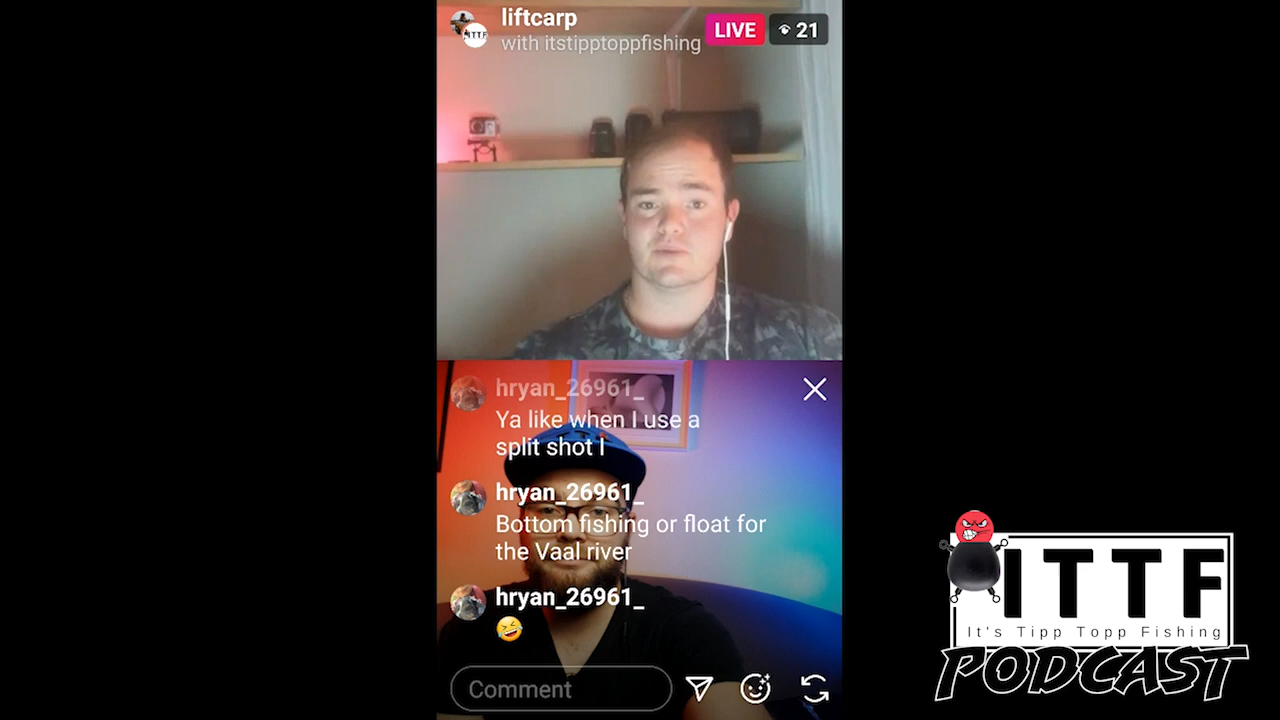 liftcarp
with itstipptoppfishing
LIVE
21
ITTF
hryan_26961_
Ya like when I use a
split shot I
hryan_26961_
Bottom fishing or float for
the Vaal river
hryan_26961_
🤣
Comment
ITTF
It's Tipp Topp Fishing
PODCAST